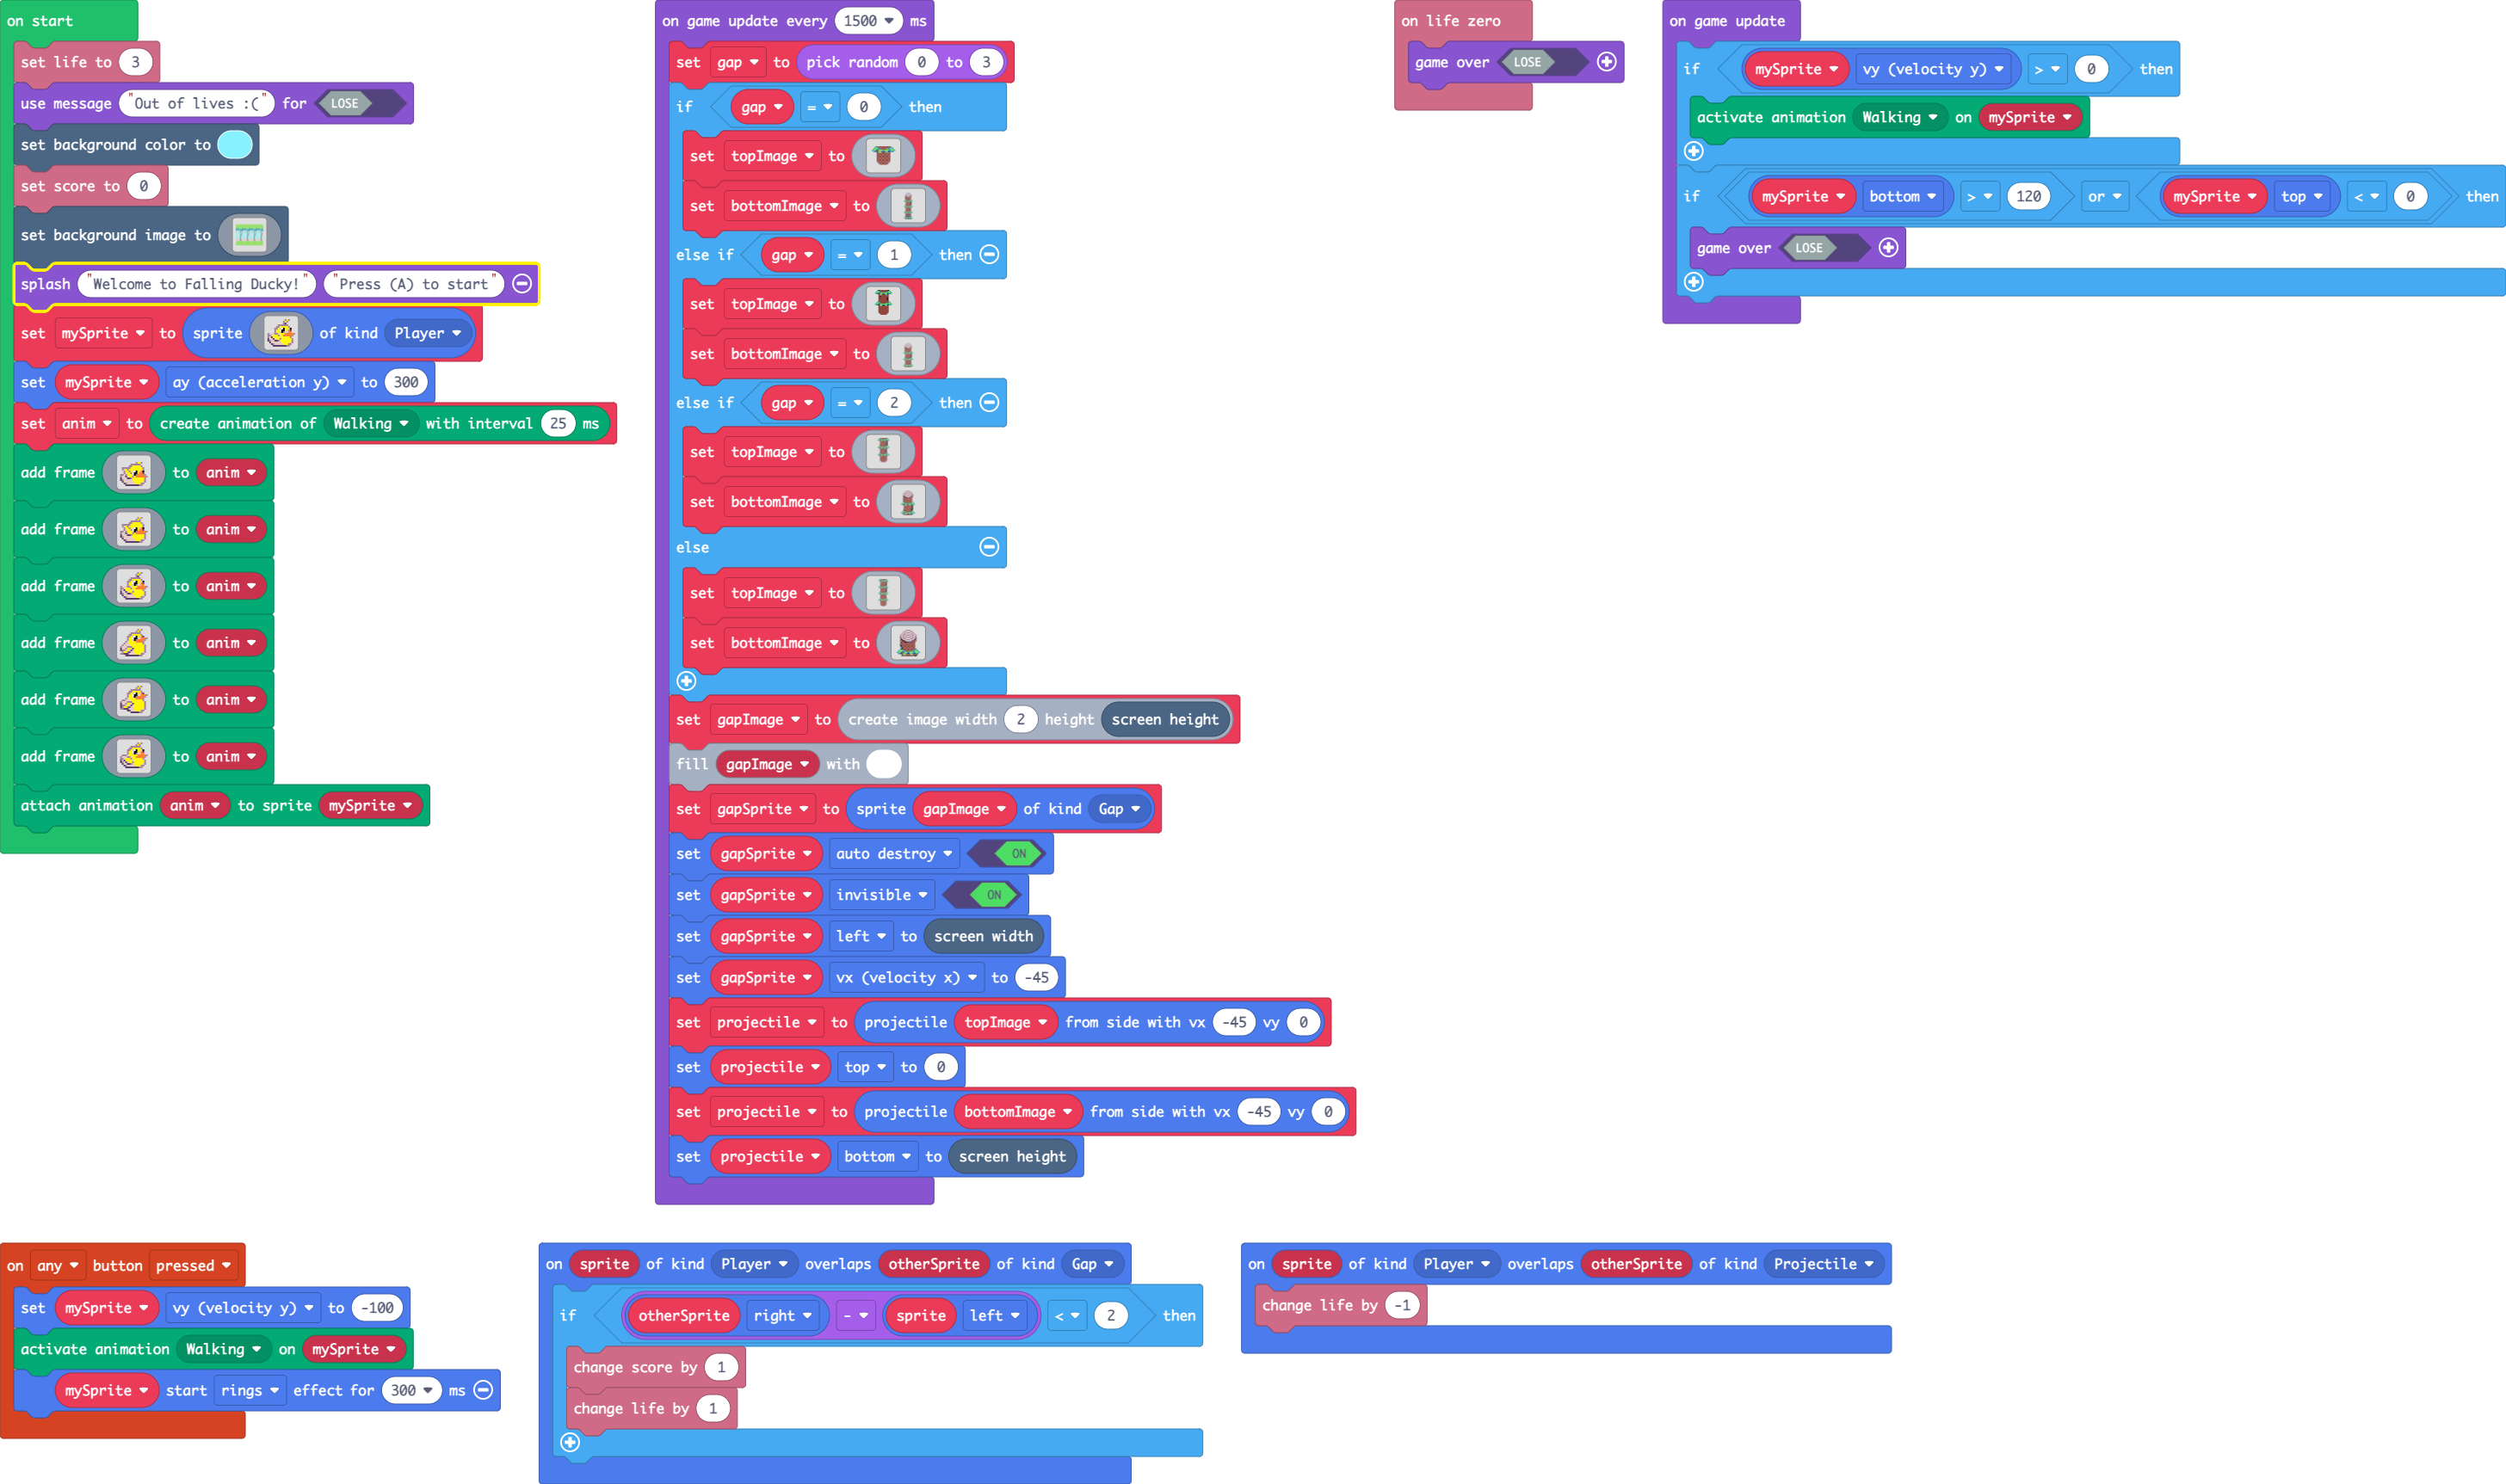 on start
set life to 3
use message "Out of lives :(" for LOSE
set background color to
set score to 0
set background image to
splash "Welcome to Falling Ducky!" "Press (A) to start"
set mySprite to sprite of kind Player
set mySprite ay (acceleration y) to 300
set anim to create animation of Walking with interval 25 ms
add frame to anim
add frame to anim
add frame to anim
add frame to anim
add frame to anim
add frame to anim
attach animation anim to sprite mySprite
on game update every 1500 ms
set gap to pick random 0 to 3
if gap = 0 then
set topImage to
set bottomImage to
else if gap = 1 then
set topImage to
set bottomImage to
else if gap = 2 then
set topImage to
set bottomImage to
else
set topImage to
set bottomImage to
set gapImage to create image width 2 height screen height
fill gapImage with
set gapSprite to sprite gapImage of kind Gap
set gapSprite auto destroy ON
set gapSprite invisible ON
set gapSprite left to screen width
set gapSprite vx (velocity x) to -45
set projectile to projectile topImage from side with vx -45 vy 0
set projectile top to 0
set projectile to projectile bottomImage from side with vx -45 vy 0
set projectile bottom to screen height
on life zero
game over LOSE
on game update
if mySprite vy (velocity y) > 0 then
activate animation Walking on mySprite
if mySprite bottom > 120 or mySprite top < 0 then
game over LOSE
on any button pressed
set mySprite vy (velocity y) to -100
activate animation Walking on mySprite
mySprite start rings effect for 300 ms
on sprite of kind Player overlaps otherSprite of kind Gap
if otherSprite right - sprite left < 2 then
change score by 1
change life by 1
on sprite of kind Player overlaps otherSprite of kind Projectile
change life by -1